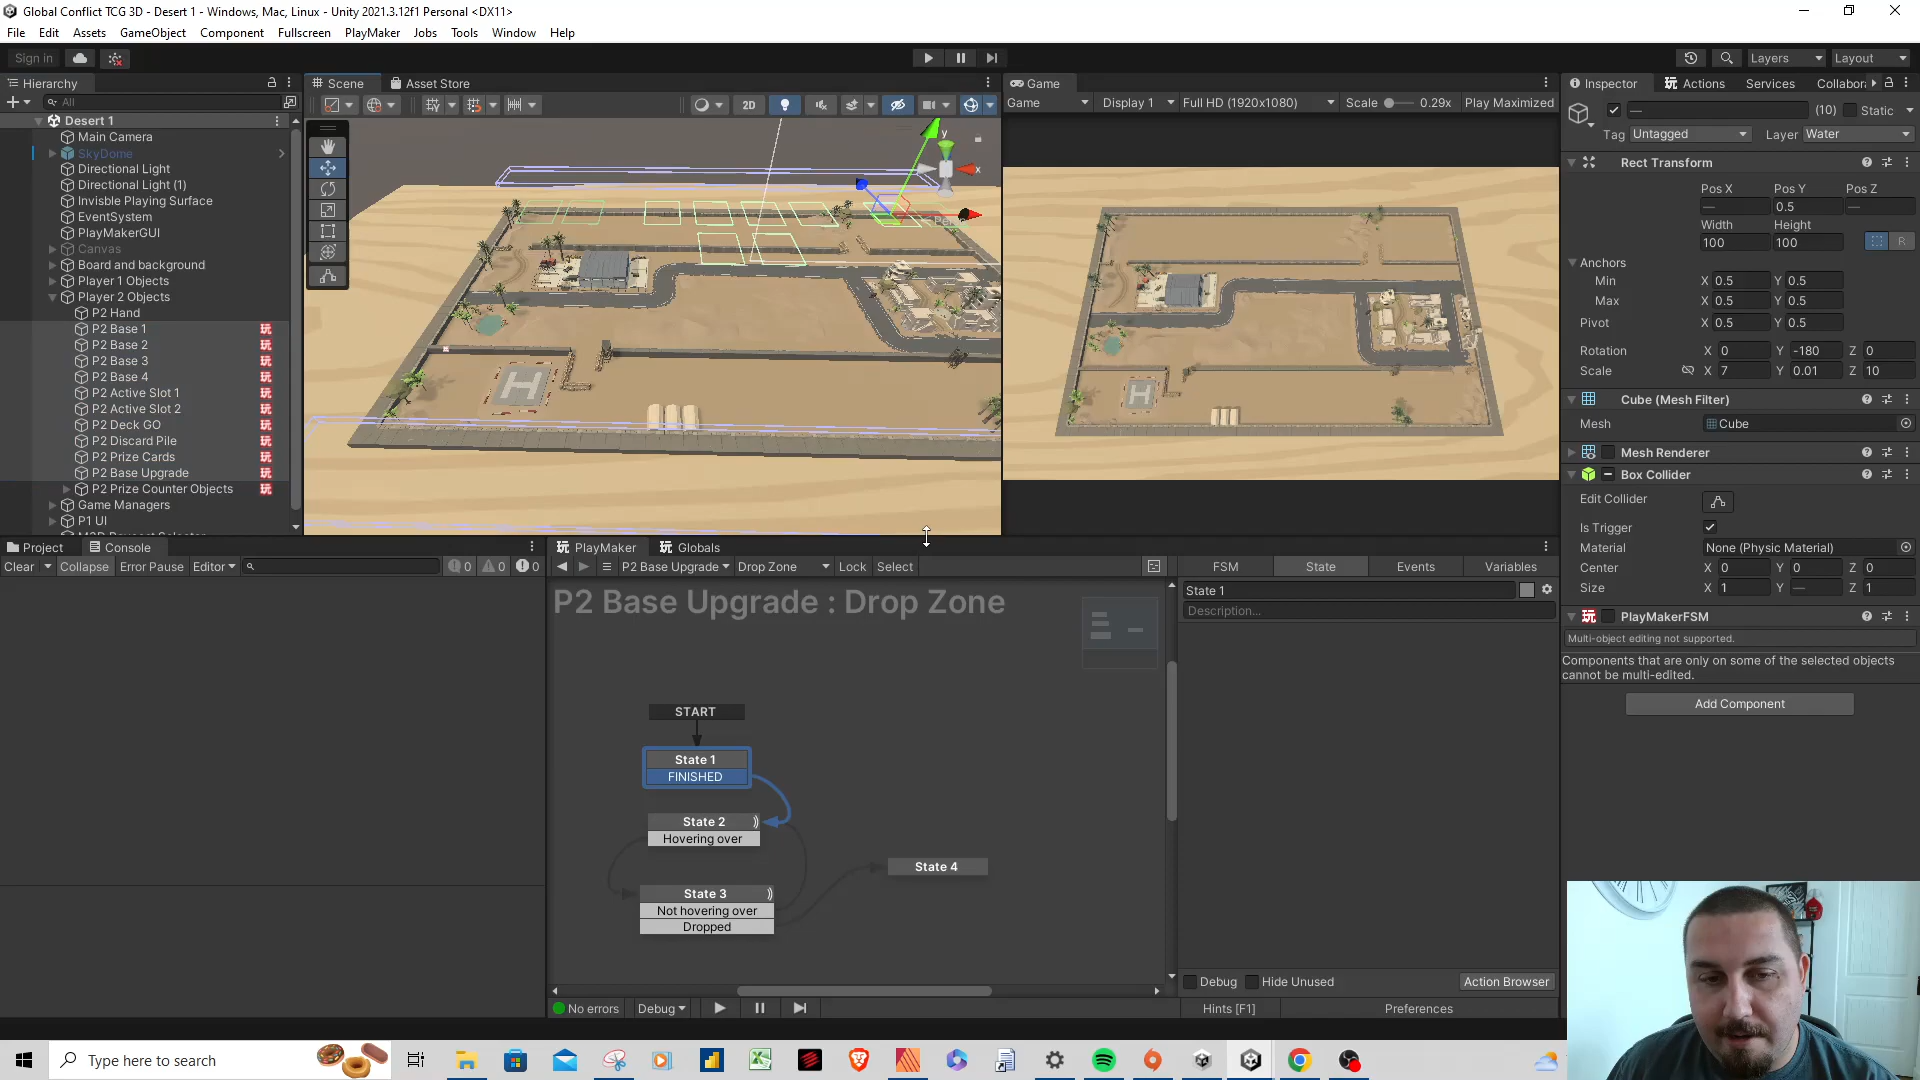 Global Conflict TCG 3D - Desert 1 - Windows, Mac, Linux - Unity 2021.3.12f1 Personal <DX11>
File Edit Assets GameObject Component Fullscreen PlayMaker Jobs Tools Window Help
Sign in
Layers
Layout
Hierarchy
All
Desert 1
Main Camera
SkyDome
Directional Light
Directional Light (1)
Invisble Playing Surface
EventSystem
PlayMakerGUI
Canvas
Board and background
Player 1 Objects
Player 2 Objects
P2 Hand
P2 Base 1
P2 Base 2
P2 Base 3
P2 Base 4
P2 Active Slot 1
P2 Active Slot 2
P2 Deck GO
P2 Discard Pile
P2 Prize Cards
P2 Base Upgrade
P2 Prize Counter Objects
Game Managers
P1 UI
Scene Asset Store
2D
y
x
H
Game
Game Display 1 Full HD (1920x1080) Scale 0.29x Play Maximized
H
Inspector Actions Services Collabor
— (10) Static
Tag Untagged Layer Water
Rect Transform
Pos X Pos Y Pos Z
— 0.5 —
Width Height
100 100 R
Anchors
Min X 0.5 Y 0.5
Max X 0.5 Y 0.5
Pivot X 0.5 Y 0.5
Rotation X 0 Y -180 Z 0
Scale X 7 Y 0.01 Z 10
Cube (Mesh Filter)
Mesh Cube
Mesh Renderer
Box Collider
Edit Collider
Is Trigger
Material None (Physic Material)
Center X 0 Y 0 Z 0
Size X 1 Y — Z 1
PlayMakerFSM
Multi-object editing not supported.
Components that are only on some of the selected objects
cannot be multi-edited.
Add Component
Project Console
Clear Collapse Error Pause Editor 0 0 0
PlayMaker Globals
P2 Base Upgrade Drop Zone Lock Select
P2 Base Upgrade : Drop Zone
START
State 1
FINISHED
State 2
Hovering over
State 3
Not hovering over
Dropped
State 4
No errors Debug
FSM State Events Variables
State 1
Description...
Debug Hide Unused Action Browser
Hints [F1] Preferences
Type here to search